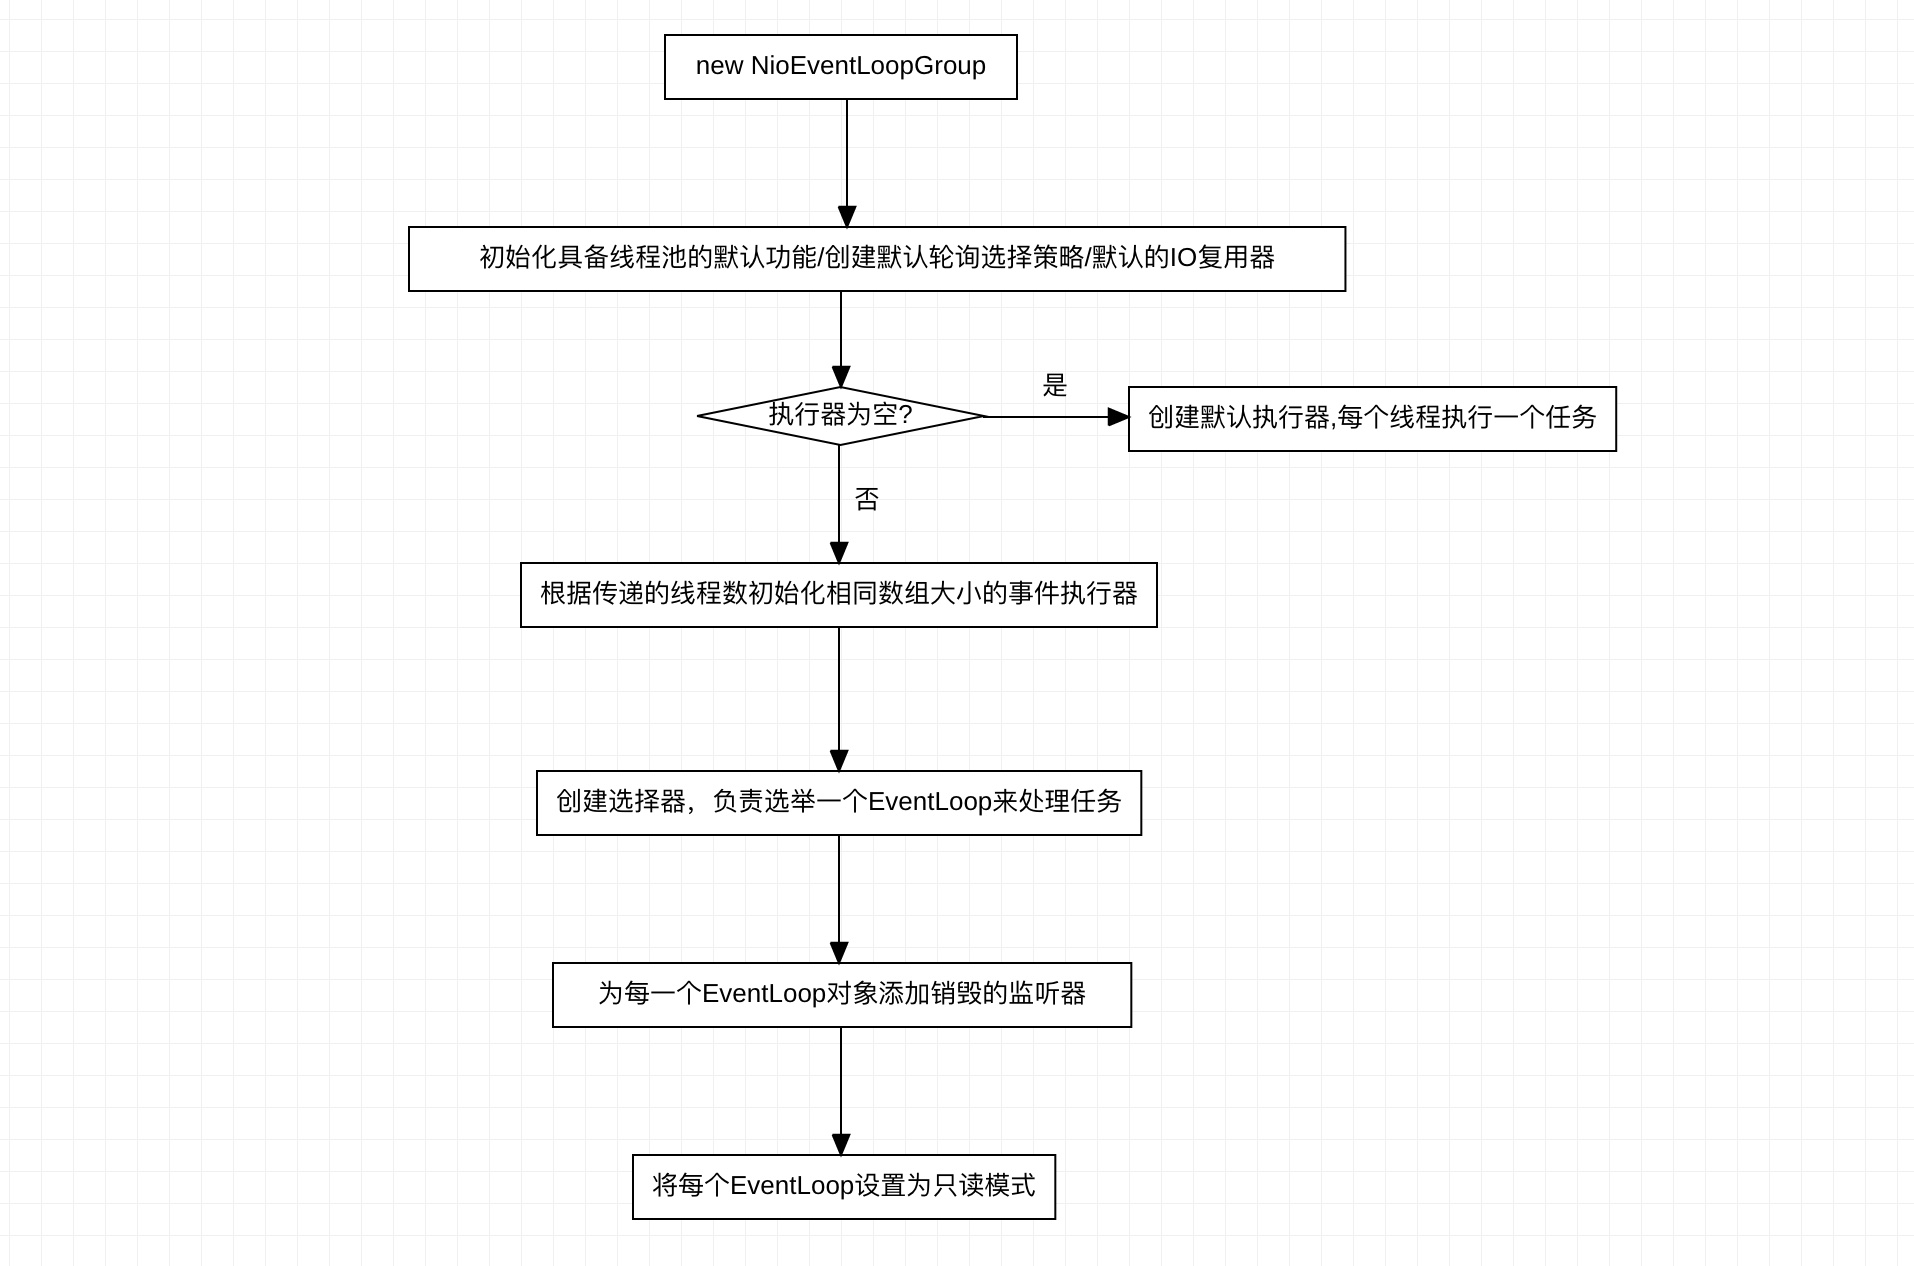 new NioEventLoopGroup
初始化具备线程池的默认功能/创建默认轮询选择策略/默认的IO复用器
执行器为空?
是
创建默认执行器,每个线程执行一个任务
否
根据传递的线程数初始化相同数组大小的事件执行器
创建选择器，负责选举一个EventLoop来处理任务
为每一个EventLoop对象添加销毁的监听器
将每个EventLoop设置为只读模式